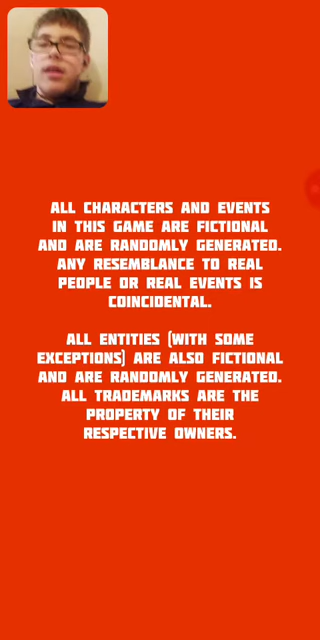 ALL CHARACTERS AND EVENTS
IN THIS GAME ARE FICTIONAL
AND ARE RANDOMLY GENERATED.
ANY RESEMBLANCE TO REAL
PEOPLE OR REAL EVENTS IS
COINCIDENTAL.
ALL ENTITIES (WITH SOME
EXCEPTIONS) ARE ALSO FICTIONAL
AND ARE RANDOMLY GENERATED.
ALL TRADEMARKS ARE THE
PROPERTY OF THEIR
RESPECTIVE OWNERS.